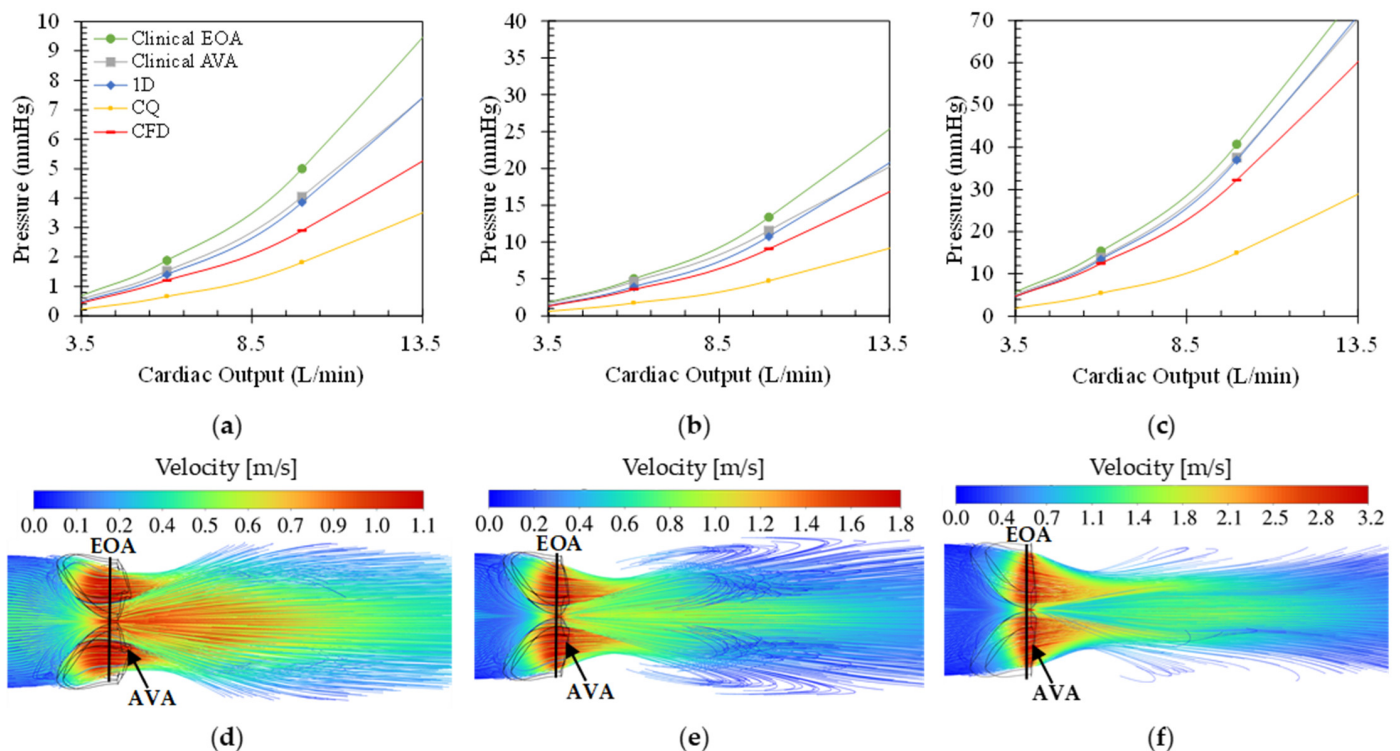 10
9
8
7
6
5
4
3
2
1
0
Pressure (mmHg)
Clinical EOA
Clinical AVA
1D
CQ
CFD
3.5 8.5 13.5
Cardiac Output (L/min)
(a)
40
35
30
25
20
15
10
5
0
Pressure (mmHg)
3.5 8.5 13.5
Cardiac Output (L/min)
(b)
70
60
50
40
30
20
10
0
Pressure (mmHg)
3.5 8.5 13.5
Cardiac Output (L/min)
(c)
Velocity [m/s]
0.0 0.1 0.2 0.3 0.5 0.6 0.7 0.9 1.0 1.1
EOA
AVA
(d)
Velocity [m/s]
0.0 0.2 0.4 0.6 0.8 1.0 1.2 1.4 1.6 1.8
EOA
AVA
(e)
Velocity [m/s]
0.0 0.4 0.7 1.1 1.4 1.8 2.1 2.5 2.8 3.2
EOA
AVA
(f)